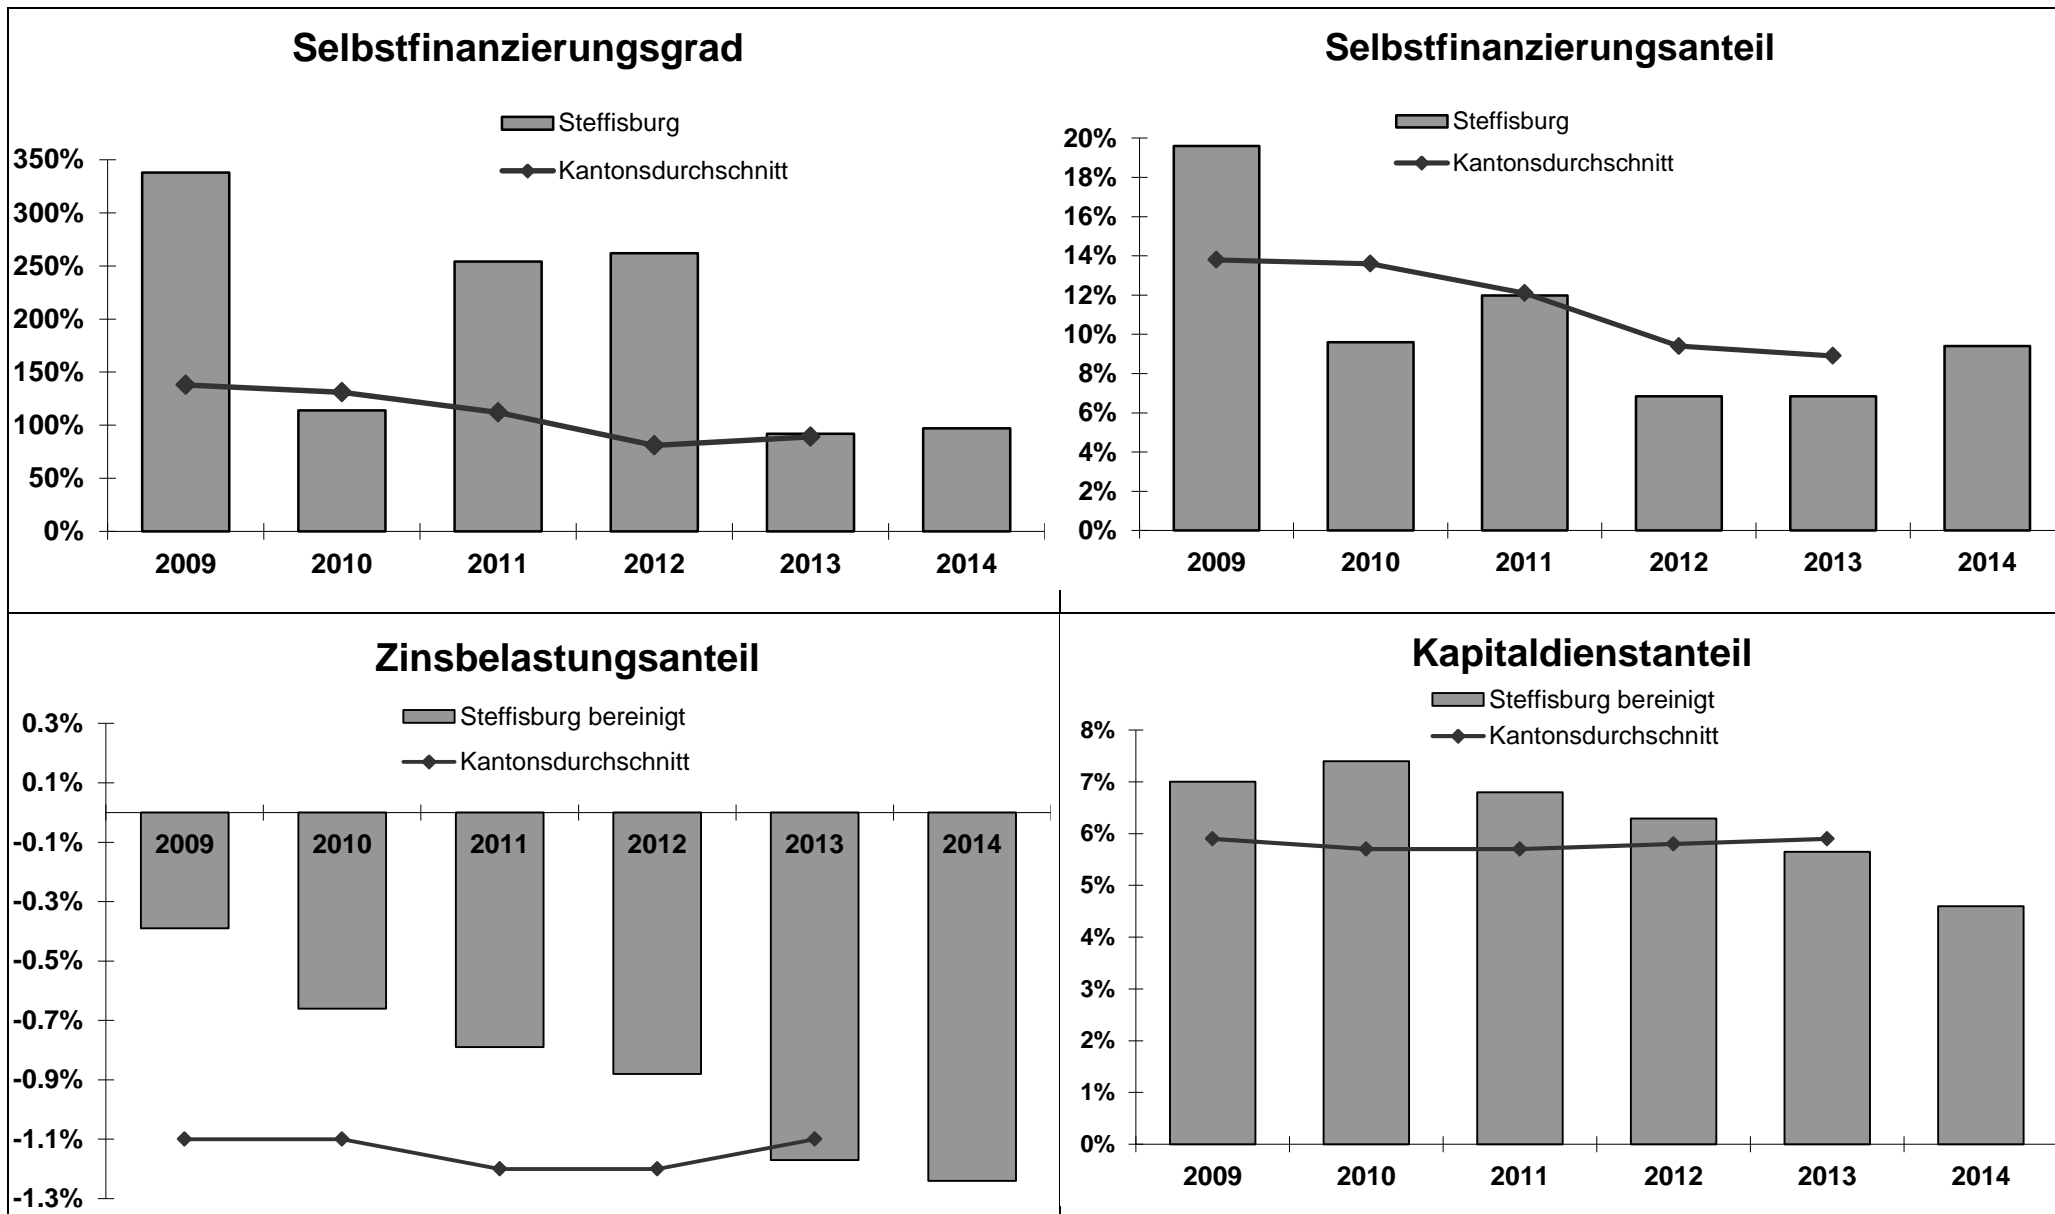 Selbstfinanzierungsgrad
Steffisburg
Kantonsdurchschnitt
350%
300%
250%
200%
150%
100%
50%
0%
2009 2010 2011 2012 2013 2014
Selbstfinanzierungsanteil
Steffisburg
Kantonsdurchschnitt
20%
18%
16%
14%
12%
10%
8%
6%
4%
2%
0%
2009 2010 2011 2012 2013 2014
Zinsbelastungsanteil
Steffisburg bereinigt
Kantonsdurchschnitt
0.3%
0.1%
-0.1%
-0.3%
-0.5%
-0.7%
-0.9%
-1.1%
-1.3%
2009 2010 2011 2012 2013 2014
Kapitaldienstanteil
Steffisburg bereinigt
Kantonsdurchschnitt
8%
7%
6%
5%
4%
3%
2%
1%
0%
2009 2010 2011 2012 2013 2014